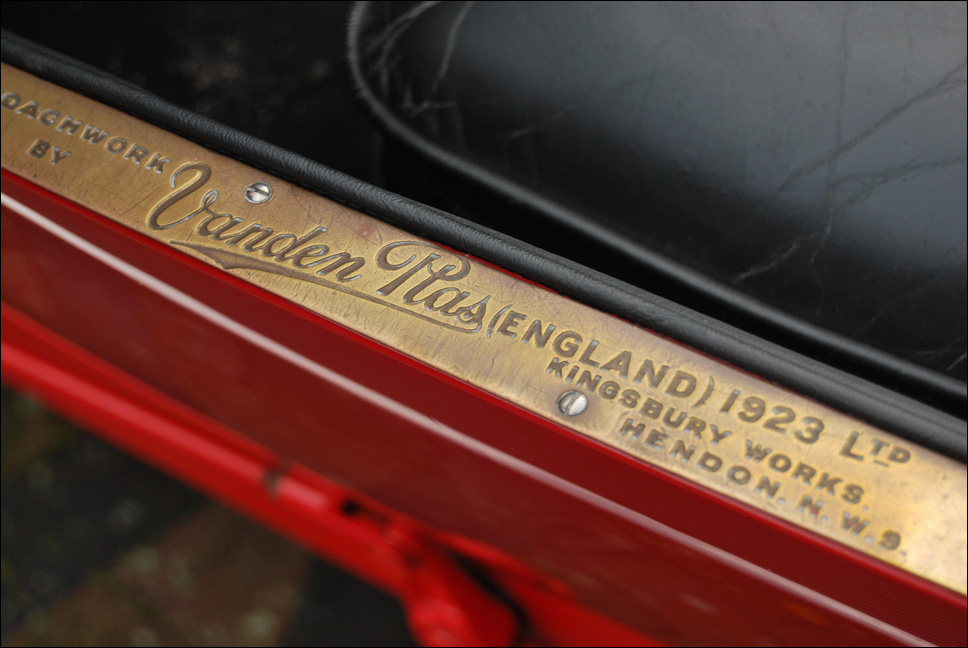 OACHWORK
BY
Vanden Plas (ENGLAND) 1923 LTD
KINGSBURY WORKS.
HENDON. N. W. 9.